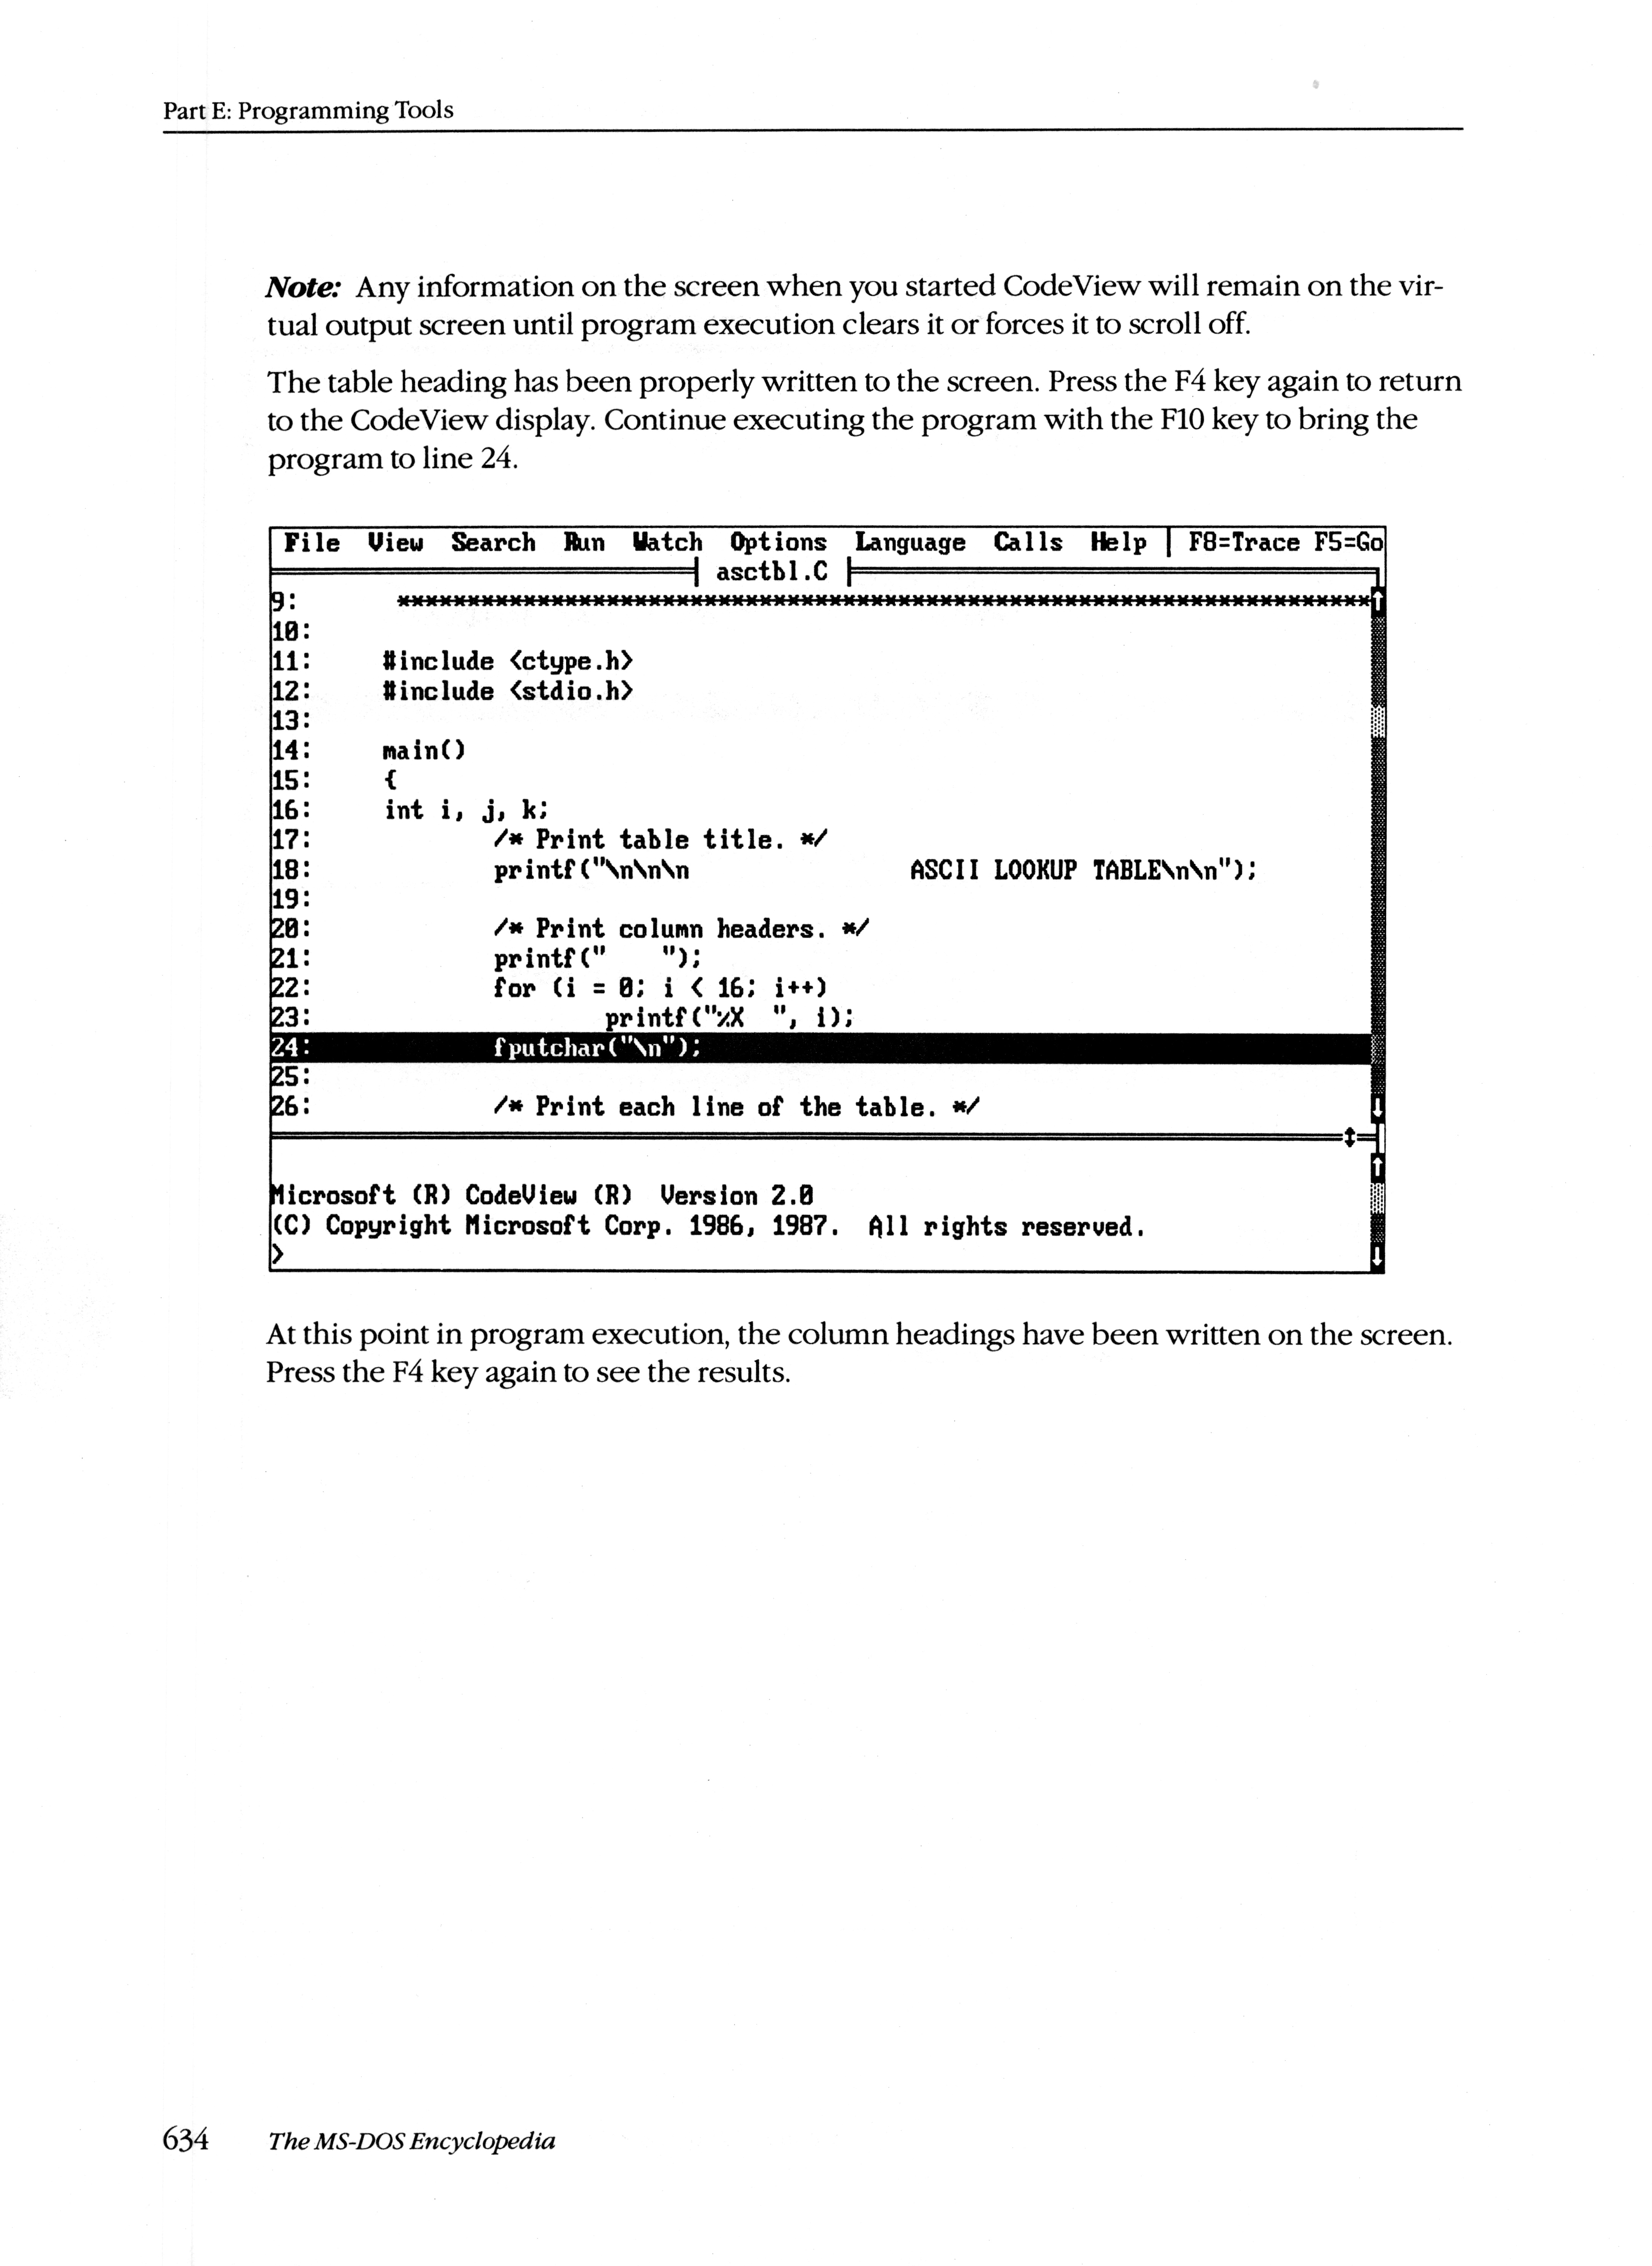 Part E: Programming Tools
Note: Any information on the screen when you started CodeView will remain on the vir-
tual output screen until program execution clears it or forces it to scroll off.
The table heading has been properly written to the screen. Press the F4 key again to return
to the CodeView display. Continue executing the program with the F10 key to bring the
program to line 24.
File View Search Run Watch Options Language Calls Help | F8=Trace F5=Go
asctbl.C
9: **********************************************************************
10:
11: #include <ctype.h>
12: #include <stdio.h>
13:
14: main()
15: {
16: int i, j, k;
17: /* Print table title. */
18: printf("\n\n\n                ASCII LOOKUP TABLE\n\n");
19:
20: /* Print column headers. */
21: printf("    ");
22: for (i = 0; i < 16; i++)
23: printf("%X  ", i);
24: fputchar("\n");
25:
26: /* Print each line of the table. */
Microsoft (R) CodeView (R)  Version 2.0
(C) Copyright Microsoft Corp. 1986, 1987.  All rights reserved.
>
At this point in program execution, the column headings have been written on the screen.
Press the F4 key again to see the results.
634 The MS-DOS Encyclopedia